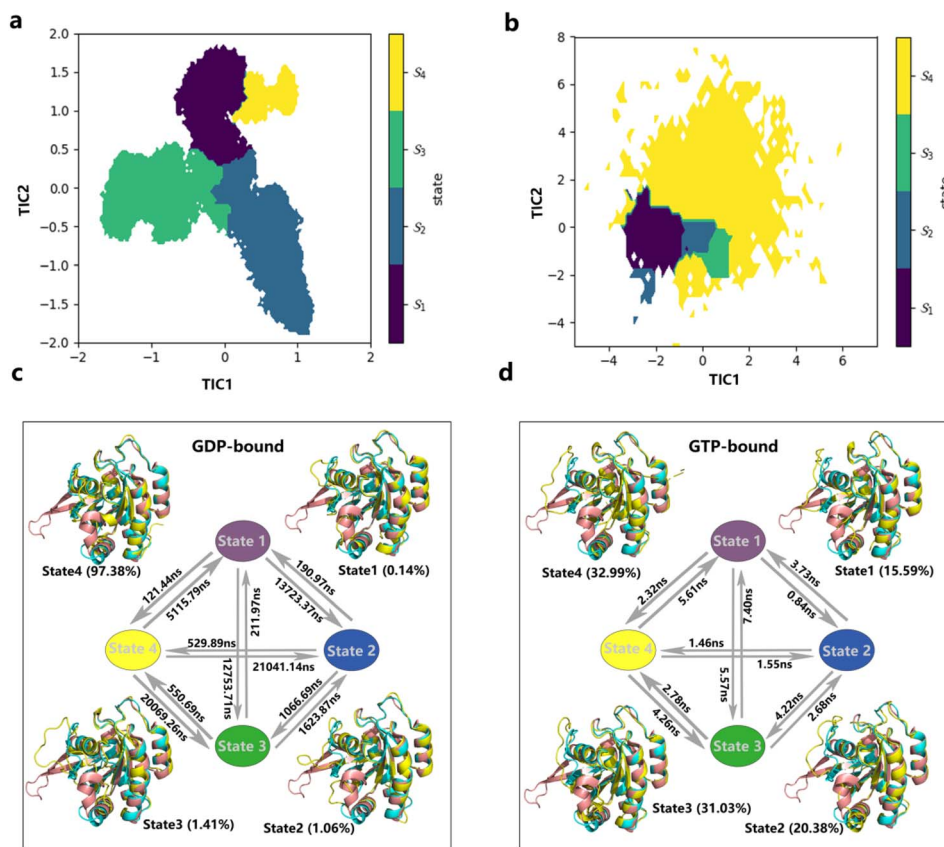 a
2.0
1.5
1.0
0.5
0.0
−0.5
−1.0
−1.5
−2.0
TIC2
−2
−1
0
1
2
TIC1
S4
S3
S2
S1
state
b
8
6
4
2
0
−2
−4
TIC2
−4
−2
0
2
4
6
TIC1
S4
S3
S2
S1
state
c
GDP-bound
State4 (97.38%)
State1 (0.14%)
State 1
121.44ns
5115.79ns
211.97ns
12753.71ns
190.97ns
13723.37ns
State 4
529.89ns
21041.14ns
State 2
550.69ns
20069.26ns
1066.69ns
1623.87ns
State 3
State3 (1.41%)
State2 (1.06%)
d
GTP-bound
State4 (32.99%)
State1 (15.59%)
State 1
2.32ns
5.61ns
7.40ns
5.57ns
3.73ns
0.84ns
State 4
1.46ns
1.55ns
State 2
2.78ns
4.26ns
4.22ns
2.68ns
State 3
State3 (31.03%)
State2 (20.38%)